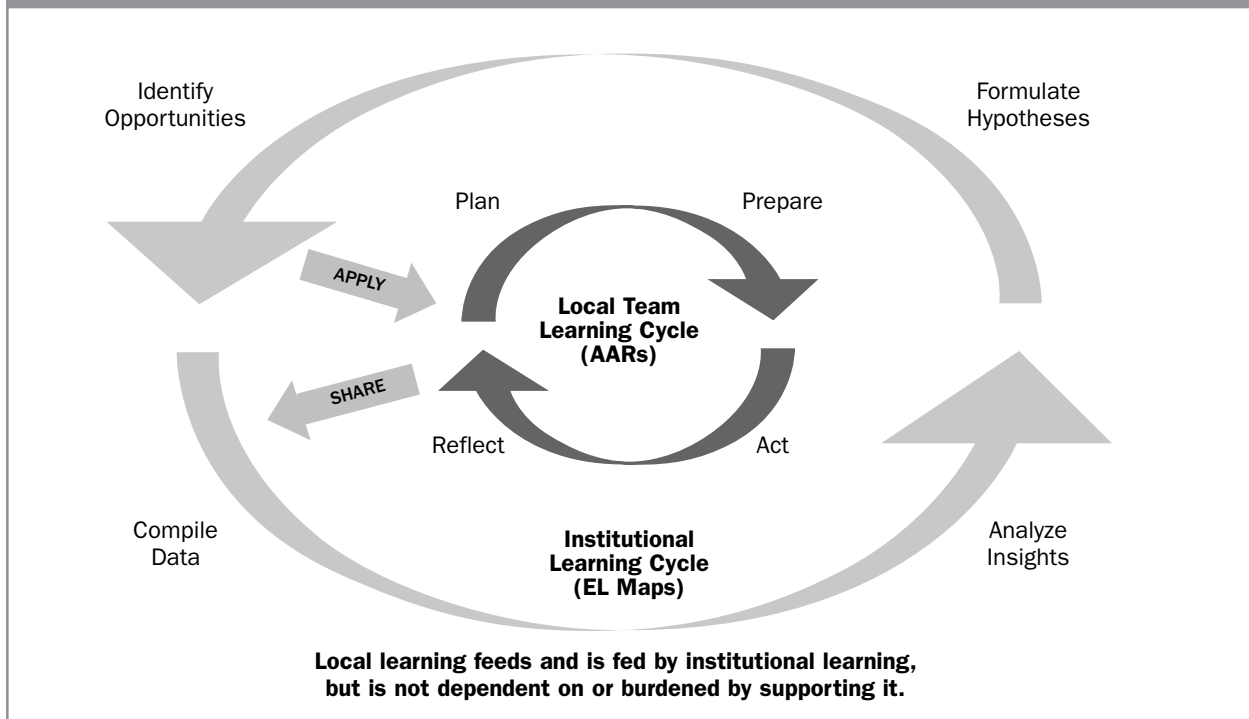 Identify
Opportunities
Formulate
Hypotheses
Plan
Prepare
APPLY
Local Team
Learning Cycle
(AARs)
SHARE
Reflect
Act
Compile
Data
Institutional
Learning Cycle
(EL Maps)
Analyze
Insights
Local learning feeds and is fed by institutional learning,
but is not dependent on or burdened by supporting it.